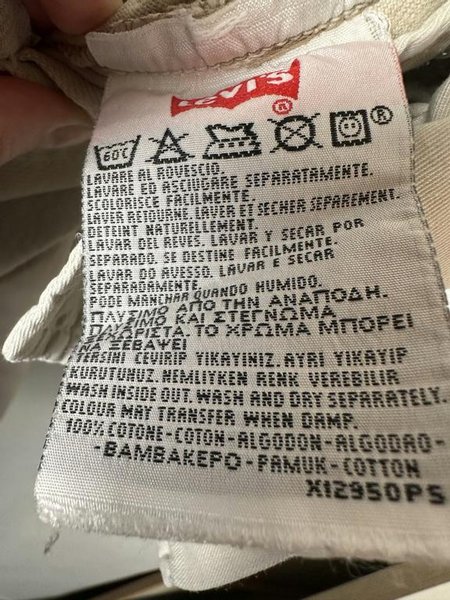 Levi's®
60°C ®
LAVARE AL ROVESCIO.
LAVARE ED ASCIUGARE SEPARATAMENTE.
SCOLORISCE FACILMENTE.
LAVER RETOURNE. LAVER ET SECHER SEPAREMENT.
DETEINT NATURELLEMENT.
LAVAR DEL REVES. LAVAR Y SECAR POR
SEPARADO. SE DESTINE FACILMENTE.
LAVAR DO AVESSO. LAVAR E SECAR
SEPARADAMENTE.
PODE MANCHAR QUANDO HUMIDO.
ΠΛΥΣΙΜΟ ΑΠΟ ΤΗΝ ΑΝΑΠΟΔΗ.
ΠΛΥΣΙΜΟ ΚΑΙ ΣΤΕΓΝΩΜΑ
ΞΕΧΩΡΙΣΤΑ ΤΟ ΧΡΩΜΑ ΜΠΟΡΕΙ
ΝΑ ΞΕΒΑΨΕΙ
TERSINI CEVIRIP YIKAYINIZ. AYRI YIKAYIP
KURUTUNUZ. NEMLIYKEN RENK VEREBILIR
WASH INSIDE OUT. WASH AND DRY SEPARATELY.
COLOUR MAY TRANSFER WHEN DAMP.
100% COTONE-COTON-ALGODON-ALGODAO-
-BAMBAKEPO-PAMUK-COTTON
X12950PS